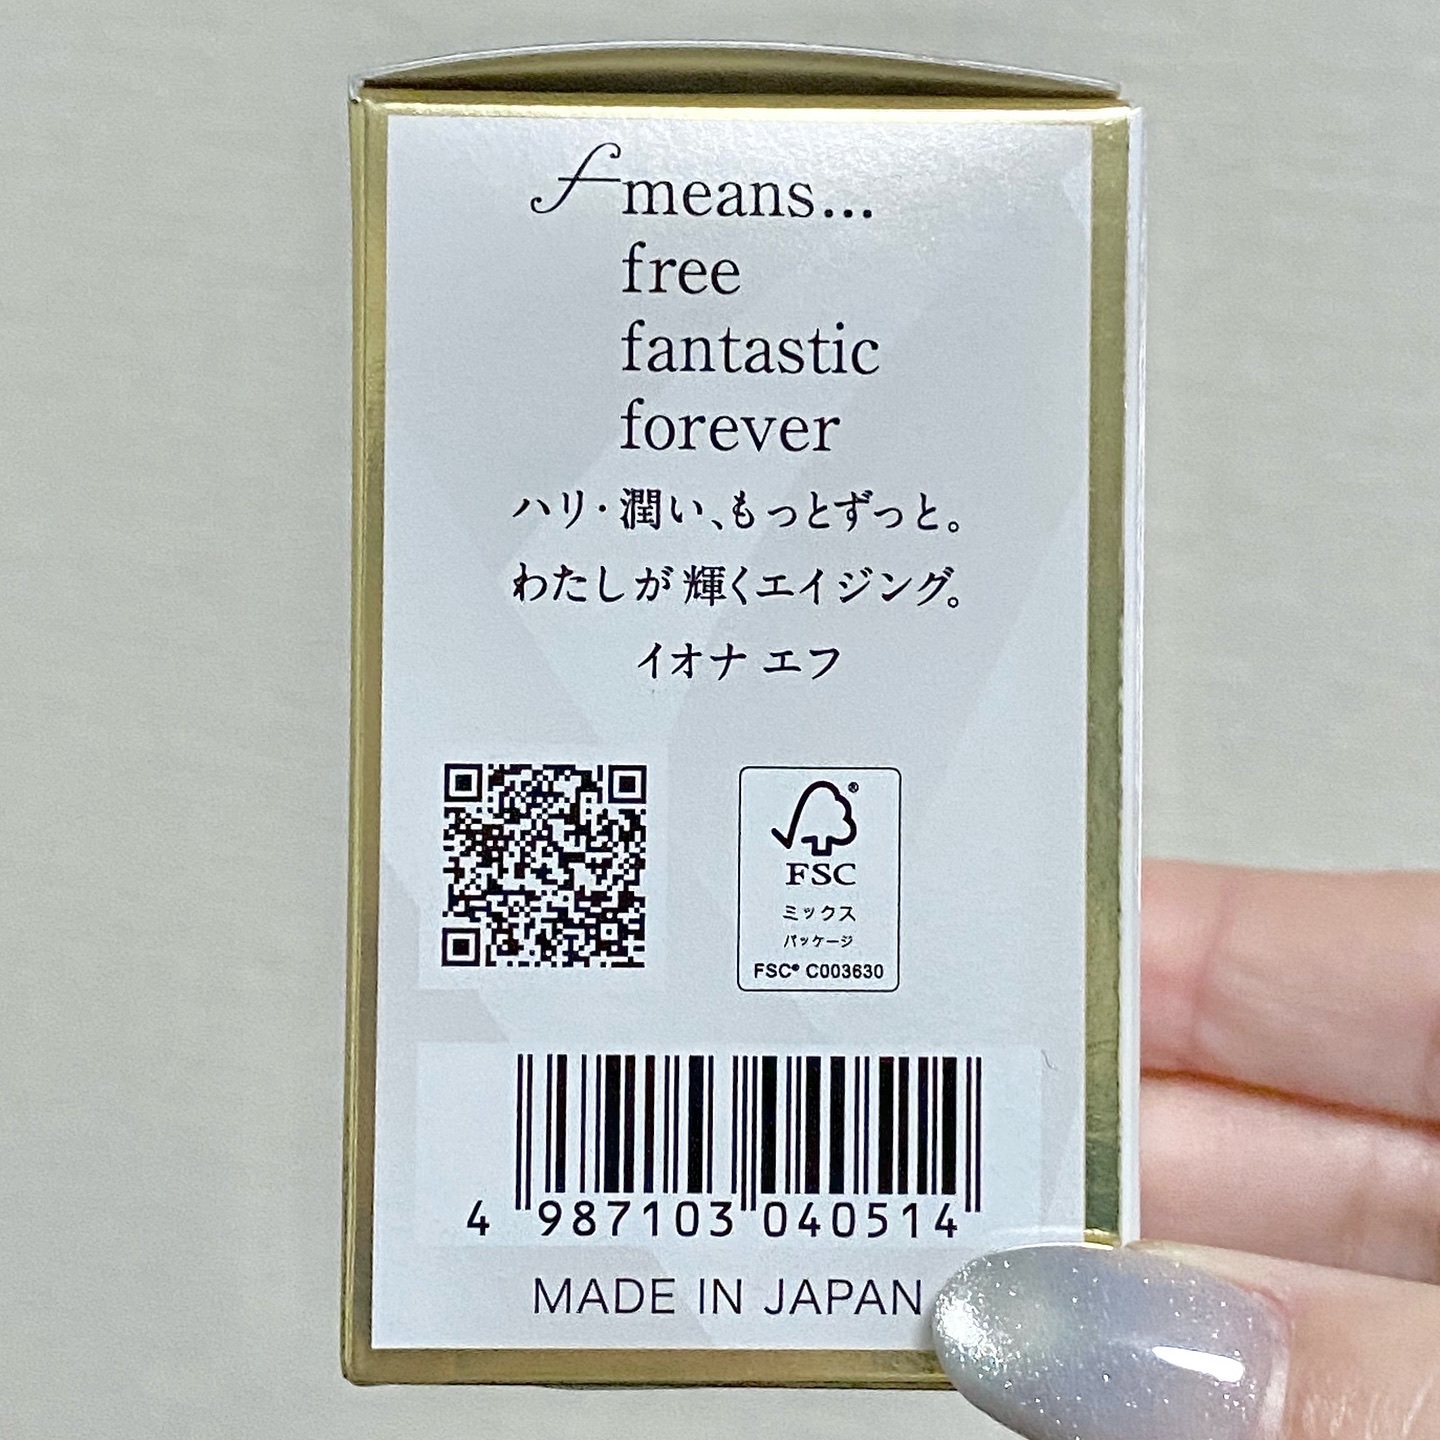 f means...
free
fantastic
forever
ハリ・潤い、もっとずっと。
わたしが輝くエイジング。
イオナ エフ
®
FSC
ミックス
パッケージ
FSC® C003630
4 987103 040514
MADE IN JAPAN